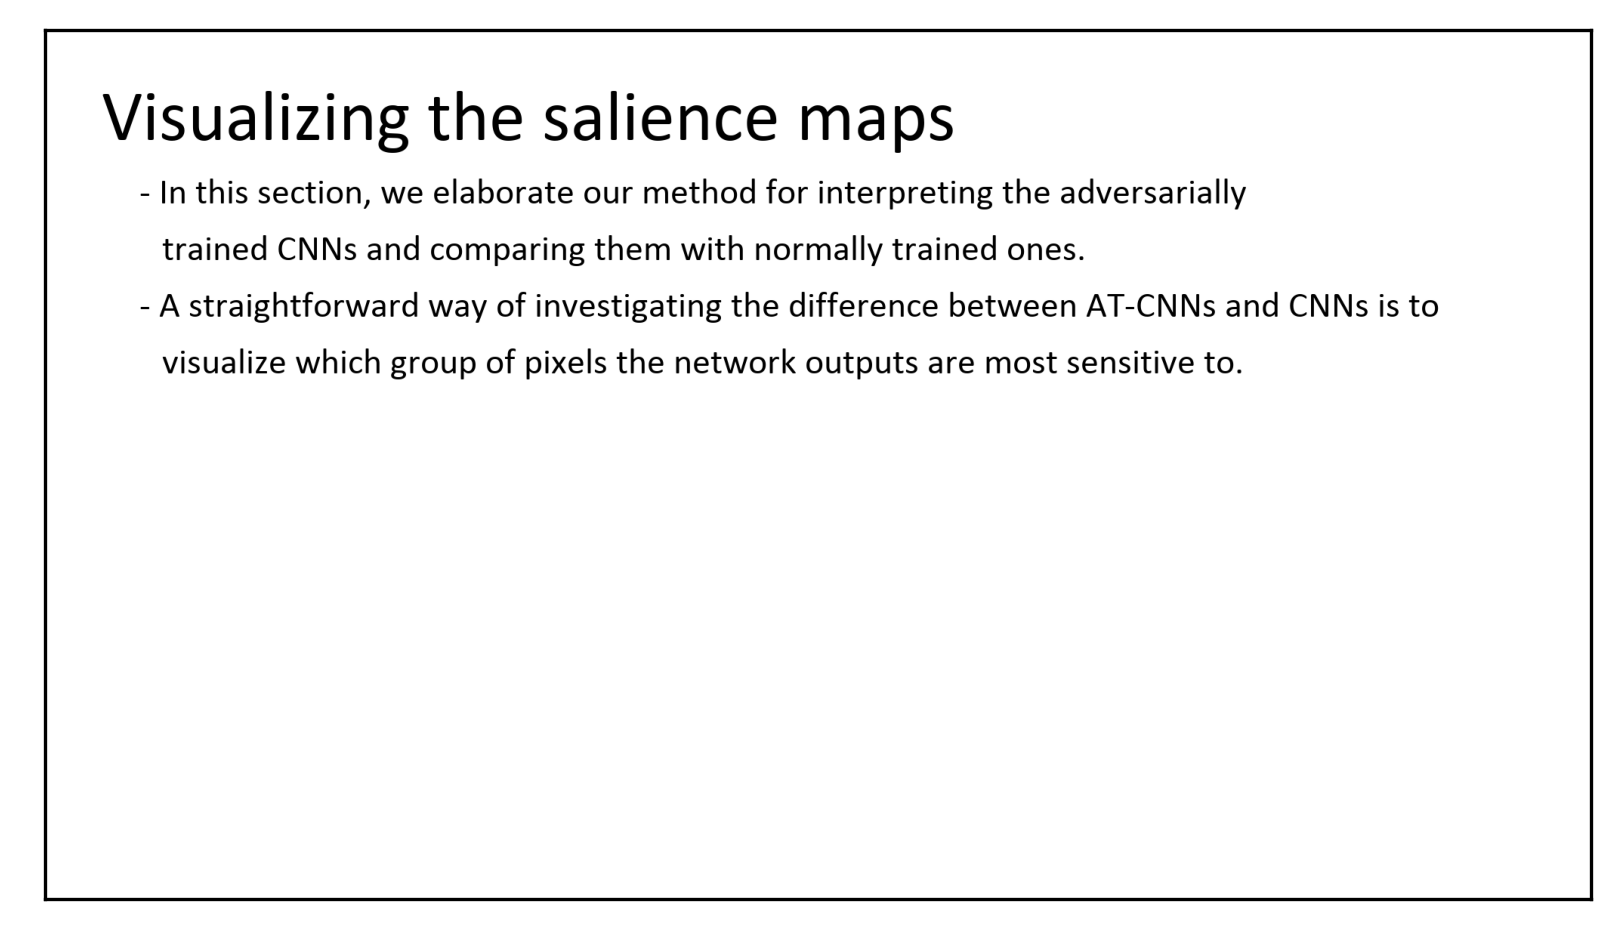 Visualizing the salience maps
- In this section, we elaborate our method for interpreting the adversarially
trained CNNs and comparing them with normally trained ones.
- A straightforward way of investigating the difference between AT-CNNs and CNNs is to
visualize which group of pixels the network outputs are most sensitive to.